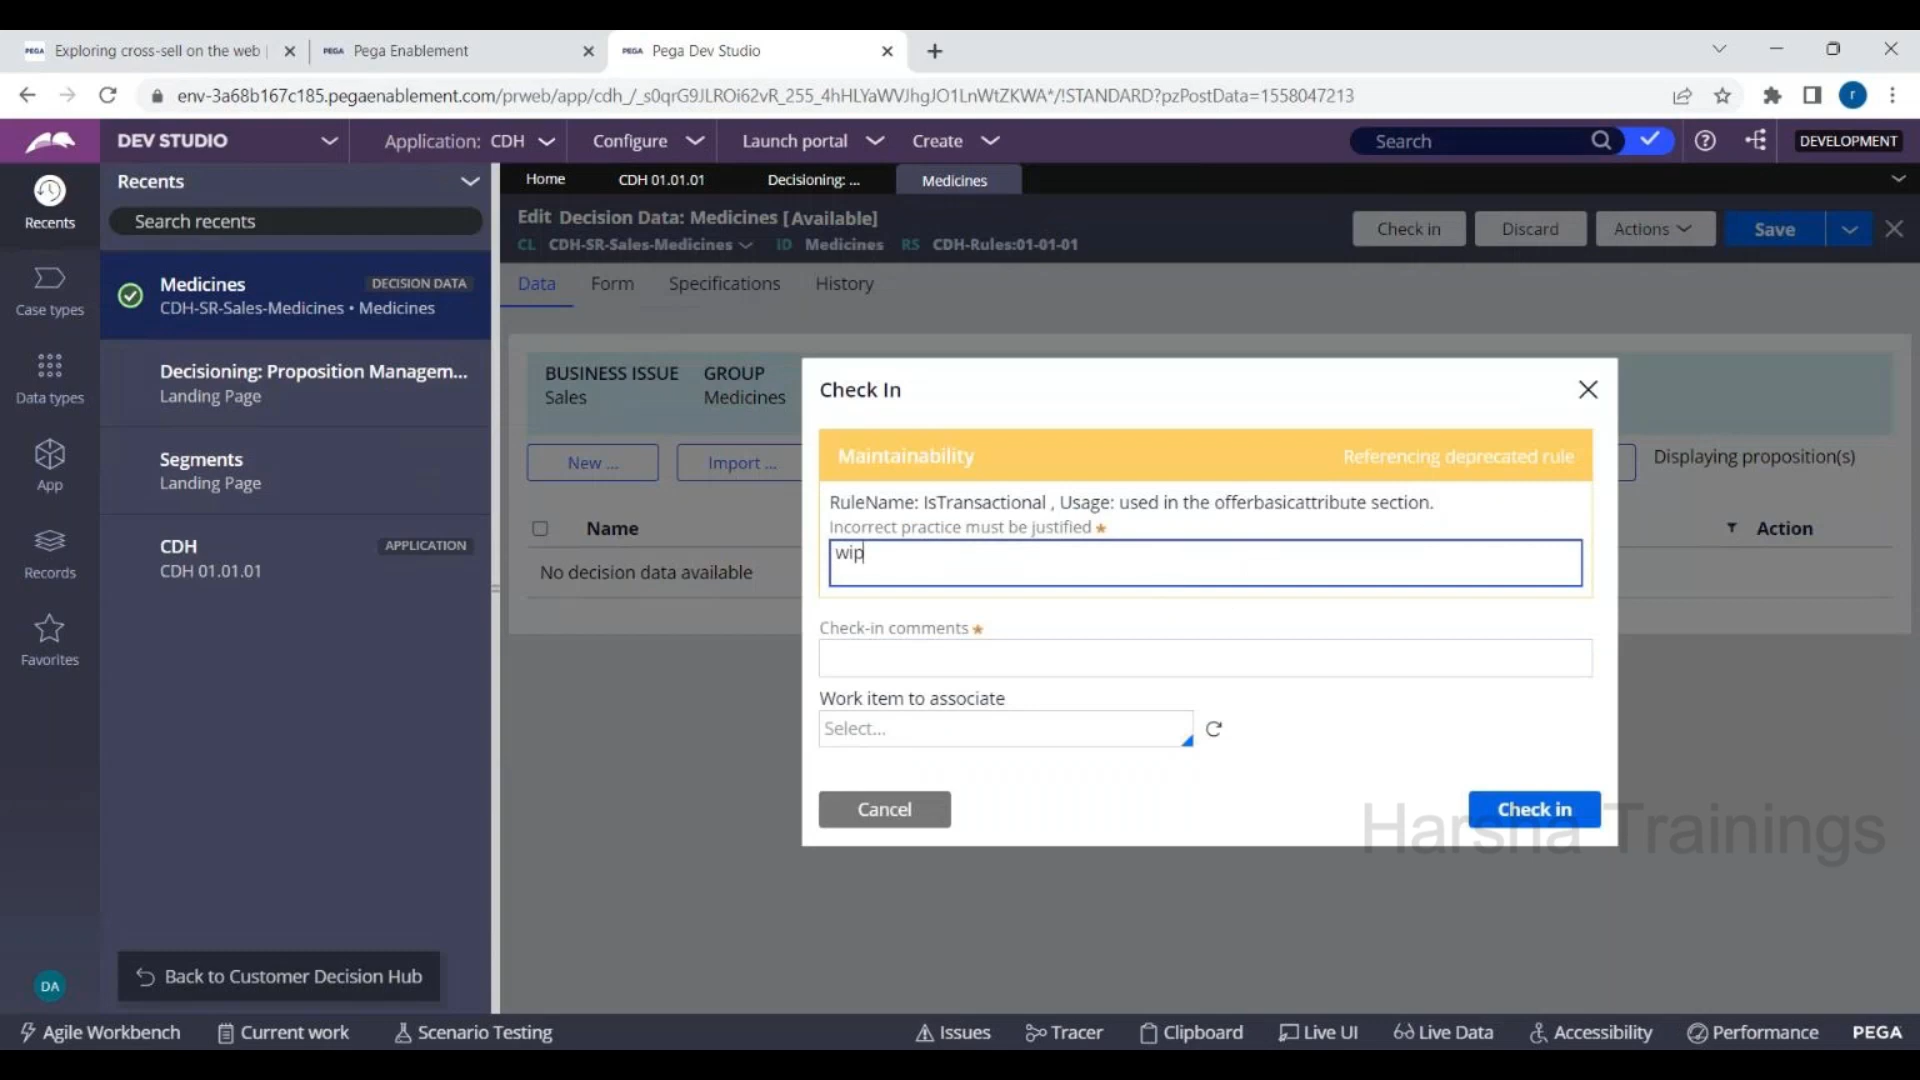 PEGA Exploring cross-sell on the web
PEGA Pega Enablement
PEGA Pega Dev Studio
env-3a68b167c185.pegaenablement.com/prweb/app/cdh_/_s0qrG9JLROi62vR_255_4hHLYaWVJhgJO1LnWtZKWA*/!STANDARD?pzPostData=1558047213
r
DEV STUDIO
Application: CDH
Configure
Launch portal
Create
Search
DEVELOPMENT
Recents
Case types
Data types
App
Records
Favorites
DA
Recents
Search recents
Medicines DECISION DATA
CDH-SR-Sales-Medicines • Medicines
Decisioning: Proposition Managem...
Landing Page
Segments
Landing Page
CDH APPLICATION
CDH 01.01.01
Back to Customer Decision Hub
Home CDH 01.01.01 Decisioning: ... Medicines
Edit Decision Data: Medicines [Available]
CL CDH-SR-Sales-Medicines ID Medicines RS CDH-Rules:01-01-01
Check in Discard Actions Save
Data Form Specifications History
BUSINESS ISSUE GROUP
Sales Medicines
New ... Import ... Displaying proposition(s)
Name Action
No decision data available
Check In
Maintainability Referencing deprecated rule
RuleName: IsTransactional , Usage: used in the offerbasicattribute section.
Incorrect practice must be justified *
wip
Check-in comments *
Work item to associate
Select...
Cancel Check in
Harsha Trainings
Agile Workbench Current work Scenario Testing Issues Tracer Clipboard Live UI Live Data Accessibility Performance PEGA